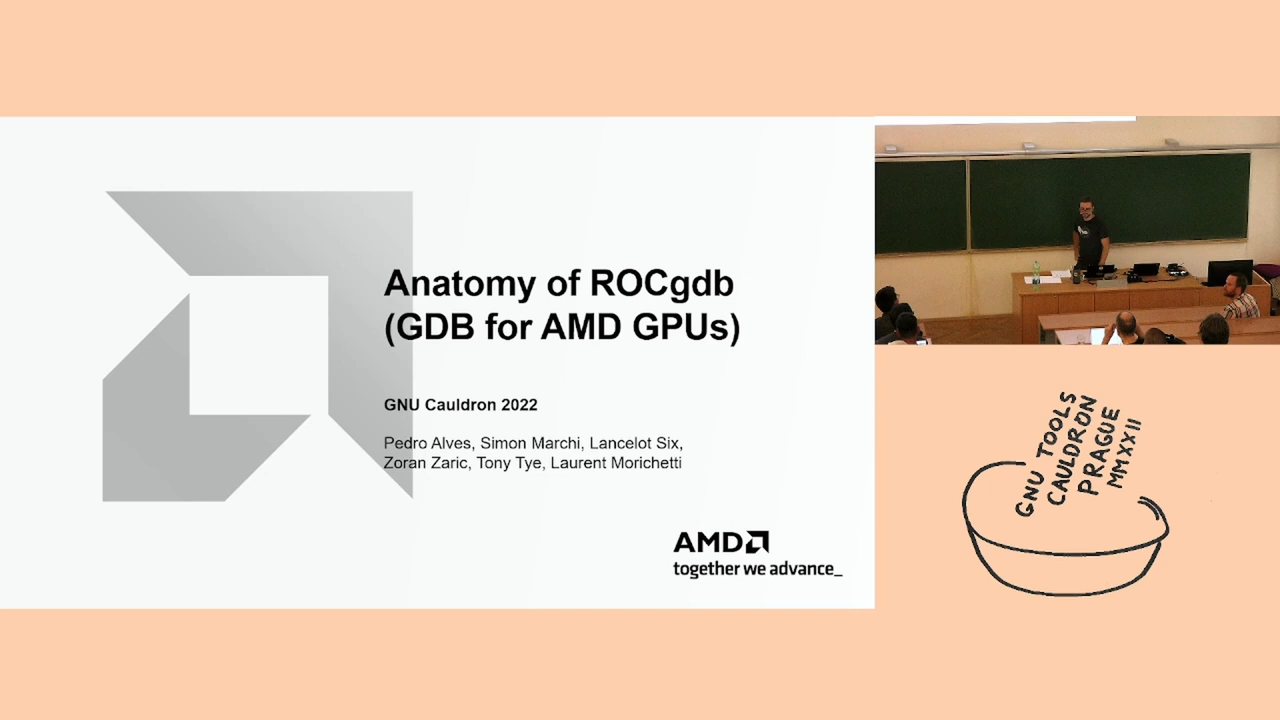 Anatomy of ROCgdb
(GDB for AMD GPUs)
GNU Cauldron 2022
Pedro Alves, Simon Marchi, Lancelot Six,
Zoran Zaric, Tony Tye, Laurent Morichetti
AMD
together we advance_
GNU TOOLS
CAULDRON
PRAGUE
MMXXII